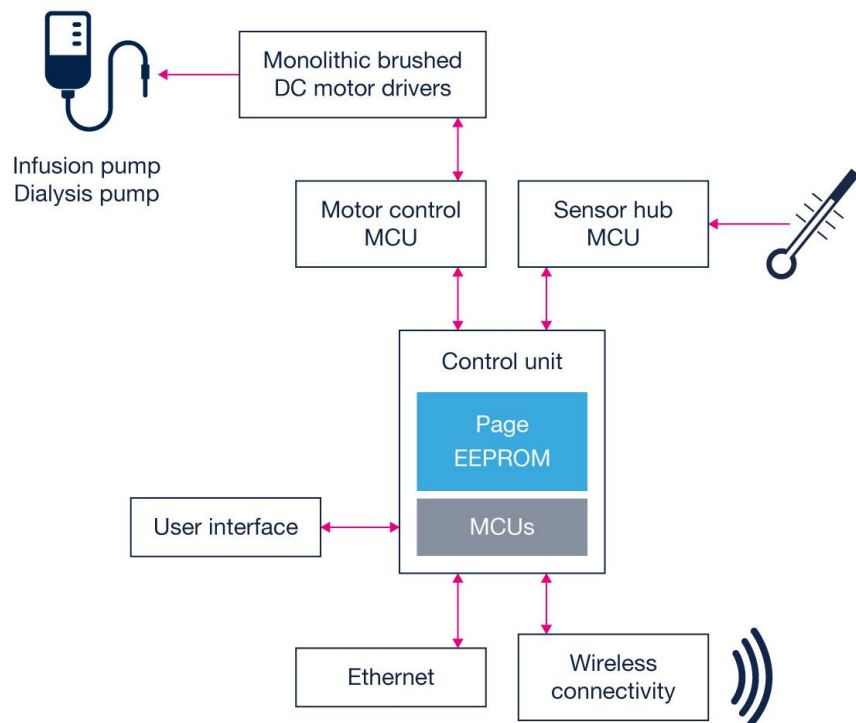 Monolithic brushed
DC motor drivers
Infusion pump
Dialysis pump
Motor control
MCU
Sensor hub
MCU
Control unit
Page
EEPROM
MCUs
User interface
Ethernet
Wireless
connectivity